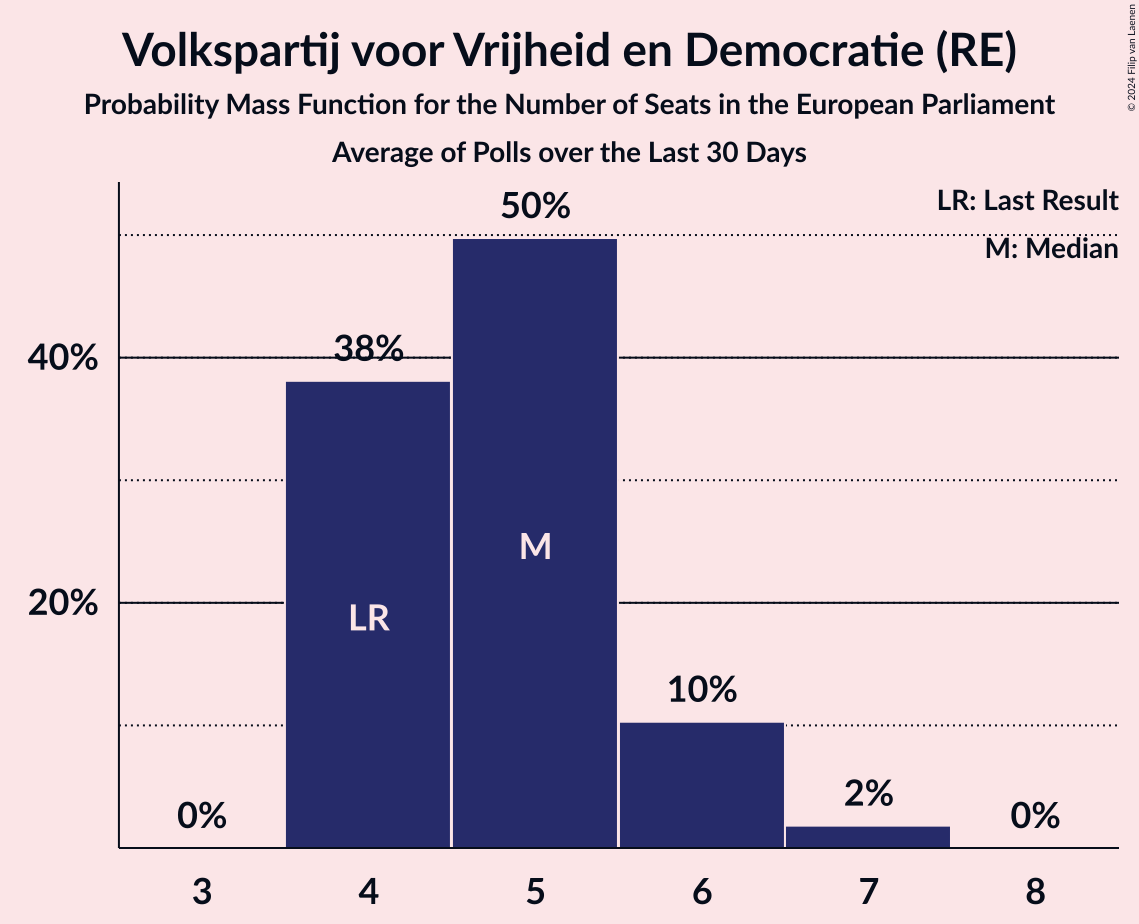 Volkspartij voor Vrijheid en Democratie (RE)
Probability Mass Function for the Number of Seats in the European Parliament
Average of Polls over the Last 30 Days
© 2024 Filip van Laenen
LR: Last Result
M: Median
50%
38%
40%
M
20%
LR
10%
2%
0%
0%
3 4 5 6 7 8